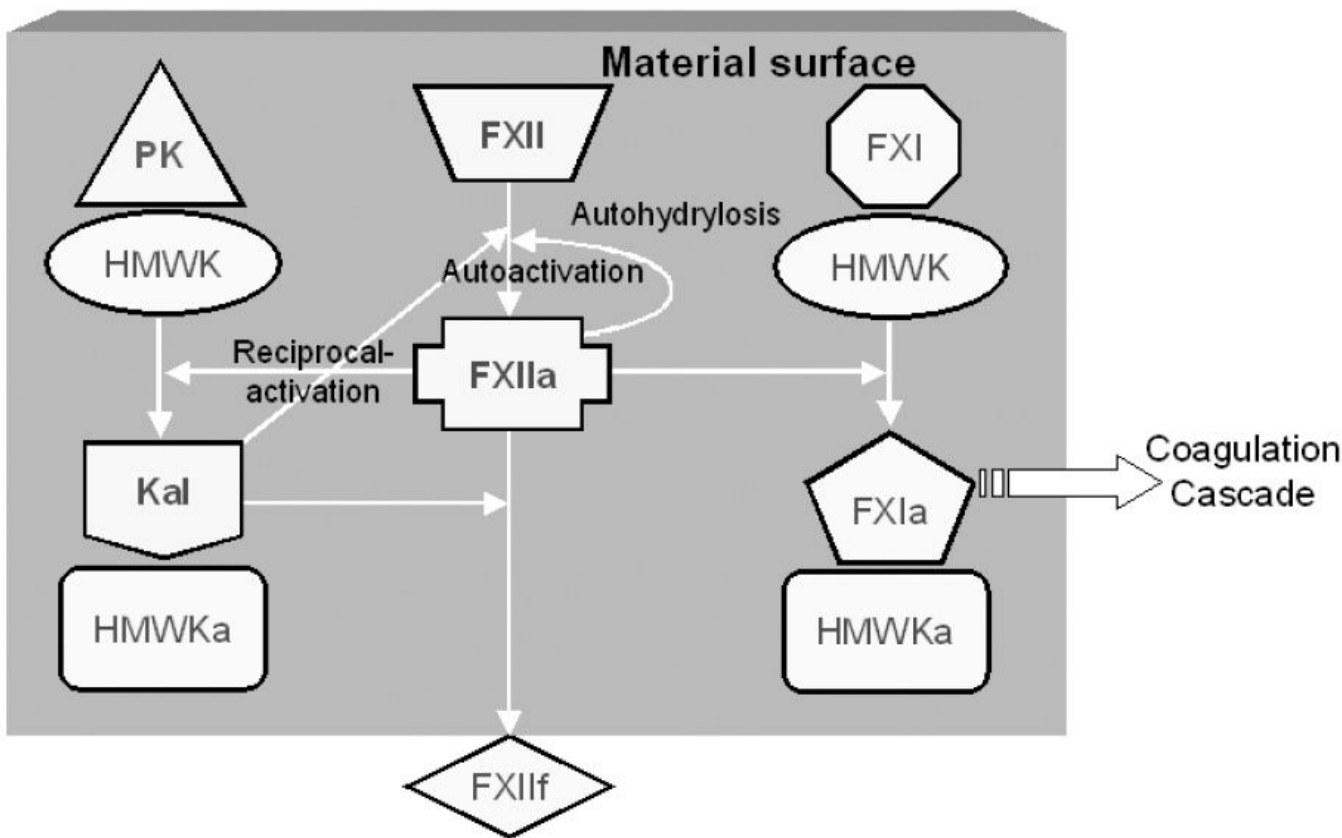 Material surface
PK
FXII
FXI
HMWK
Autohydrylosis
HMWK
Autoactivation
Reciprocal-
activation
FXIIa
Kal
FXIa
Coagulation
Cascade
HMWKa
HMWKa
FXIIf